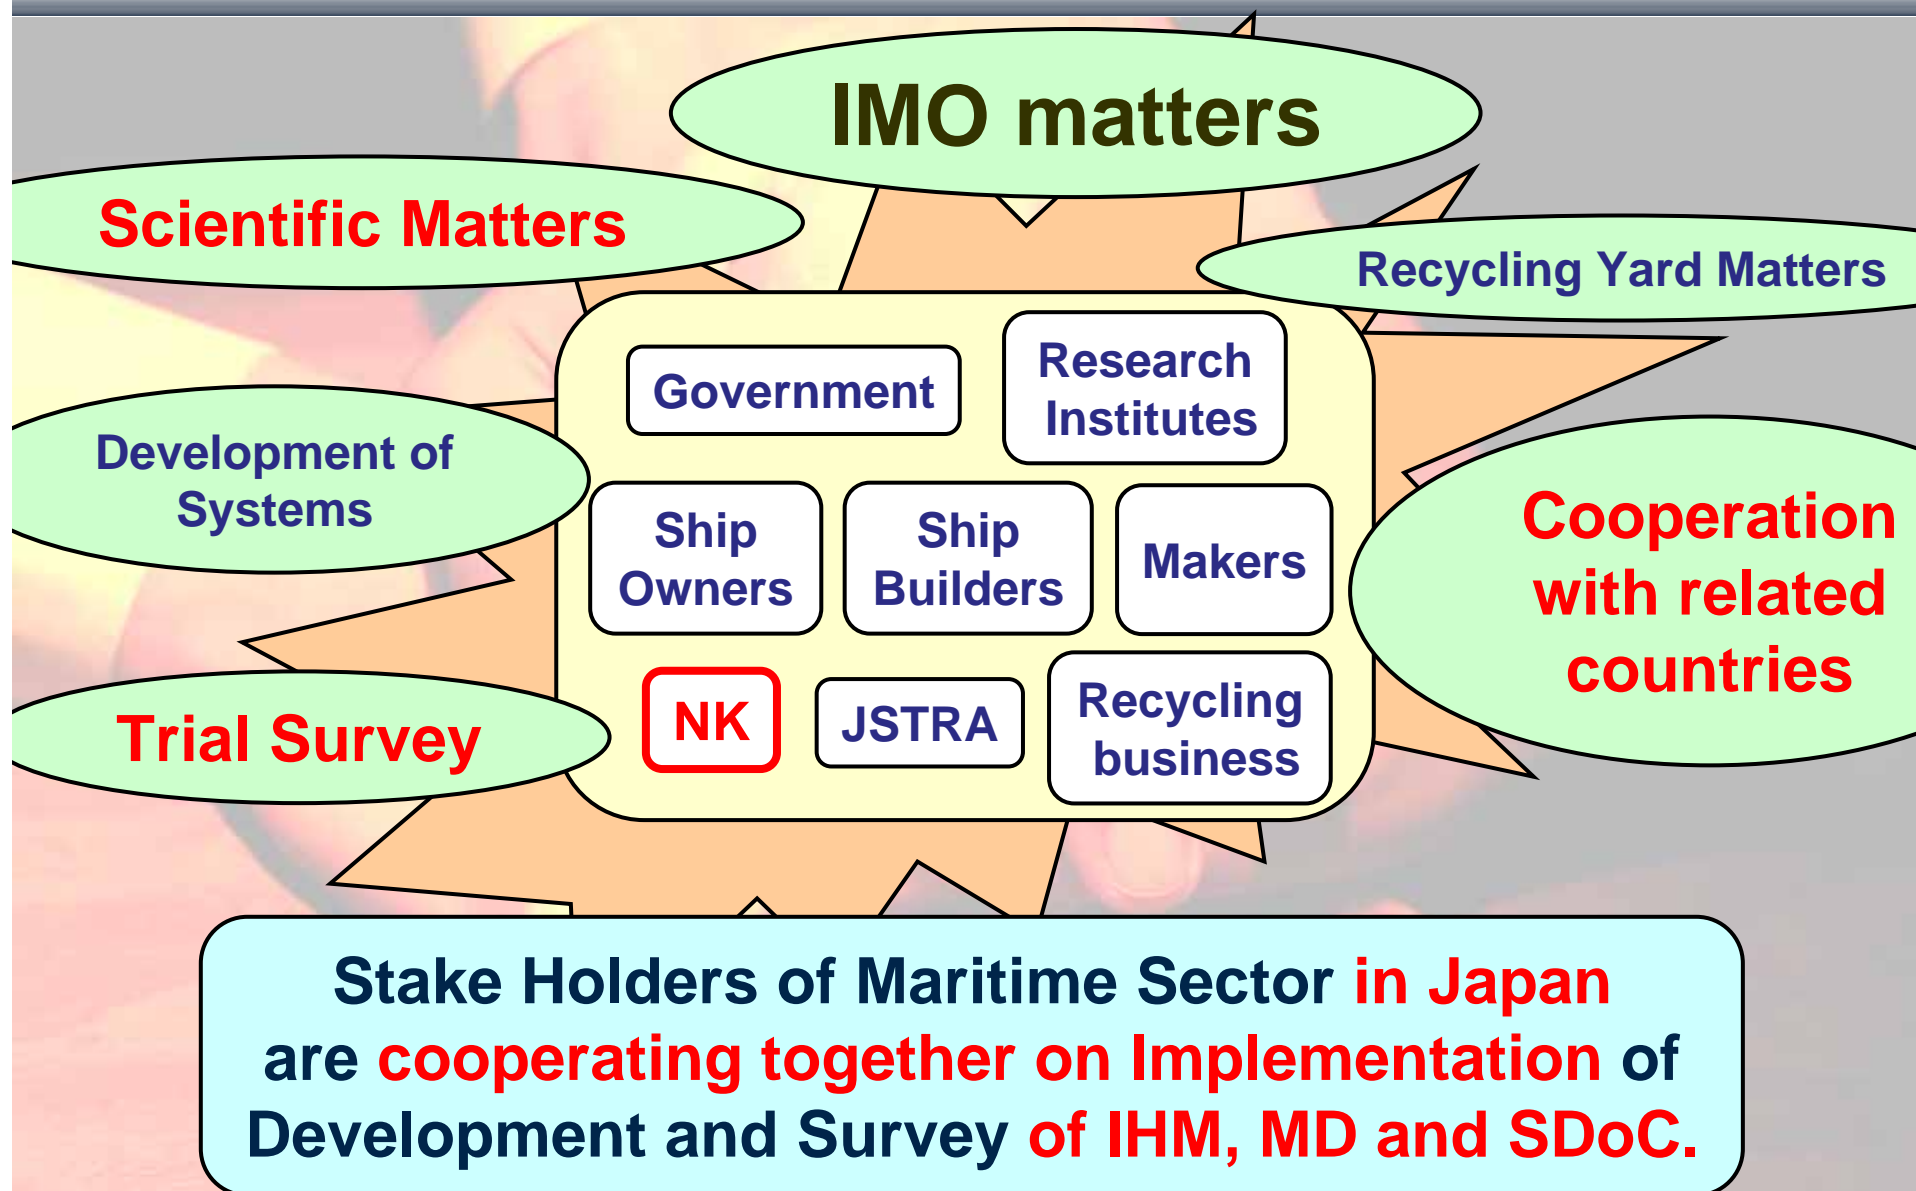 IMO matters
Scientific Matters
Recycling Yard Matters
Government
Research
Institutes
Development of
Systems
Ship
Owners
Ship
Builders
Makers
Cooperation
with related
countries
Trial Survey
NK
JSTRA
Recycling
business
Stake Holders of Maritime Sector in Japan
are cooperating together on Implementation of
Development and Survey of IHM, MD and SDoC.